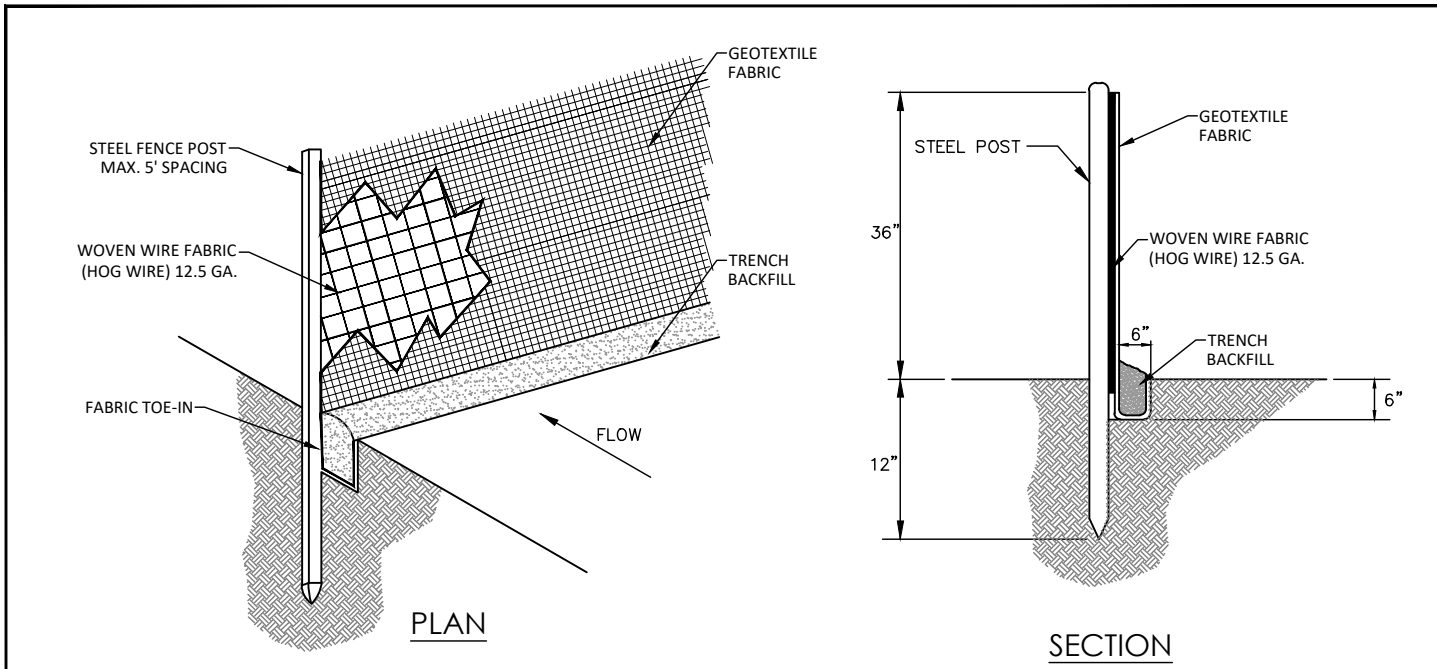 GEOTEXTILE
FABRIC
STEEL FENCE POST
MAX. 5' SPACING
WOVEN WIRE FABRIC
(HOG WIRE) 12.5 GA.
TRENCH
BACKFILL
FABRIC TOE-IN
FLOW
PLAN
GEOTEXTILE
FABRIC
STEEL POST
36”
WOVEN WIRE FABRIC
(HOG WIRE) 12.5 GA.
6”
TRENCH
BACKFILL
6”
12”
SECTION